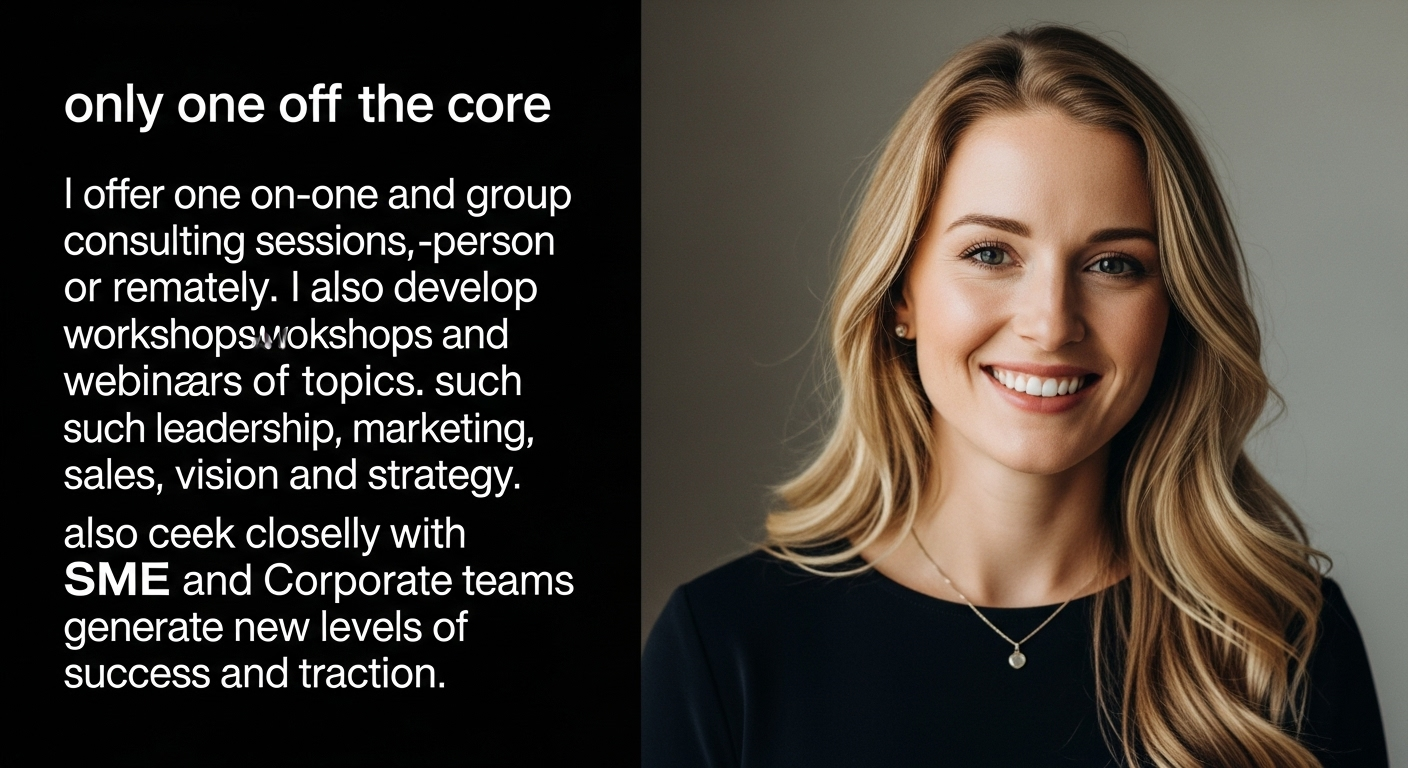 only one off the core
I offer one on-one and group
consulting sessions,-person
or remately. I also develop
workshopswokshops and
webinaars of topics. such
such leadership, marketing,
sales, vision and strategy.
also ceek closelly with
SME and Corporate teams
generate new levels of
success and traction.